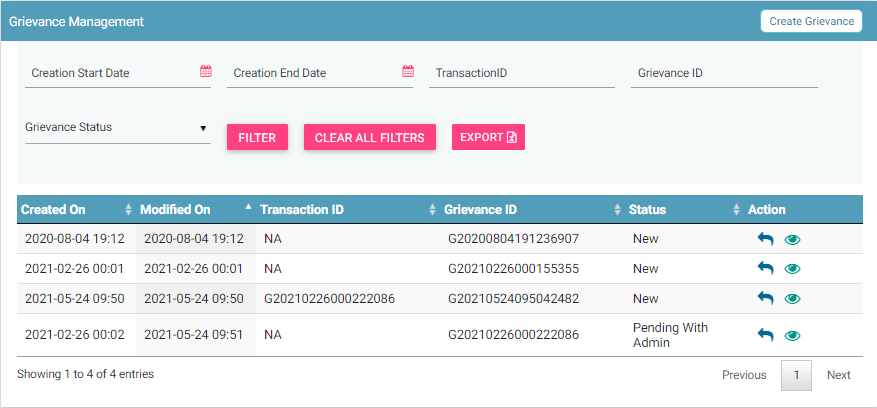 Grievance Management Create Grievance
Creation Start Date Creation End Date TransactionID Grievance ID
Grievance Status FILTER CLEAR ALL FILTERS EXPORT
Created On Modified On Transaction ID Grievance ID Status Action
2020-08-04 19:12 2020-08-04 19:12 NA G20200804191236907 New
2021-02-26 00:01 2021-02-26 00:01 NA G20210226000155355 New
2021-05-24 09:50 2021-05-24 09:50 G20210226000222086 G20210524095042482 New
2021-02-26 00:02 2021-05-24 09:51 NA G20210226000222086 Pending With
Admin
Showing 1 to 4 of 4 entries Previous 1 Next